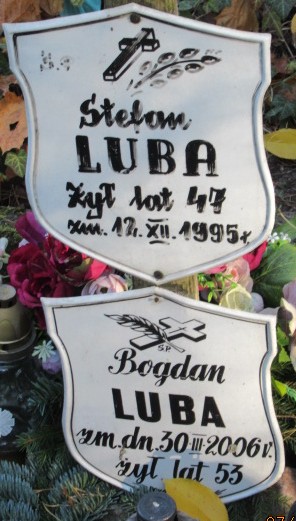 Ś. P.
Stefan
LUBA
żył lat 47
zm. 12. XII. 1995 r.
S.P.
Bogdan
LUBA
zm. dn. 30 III 2006 r.
żył lat 53